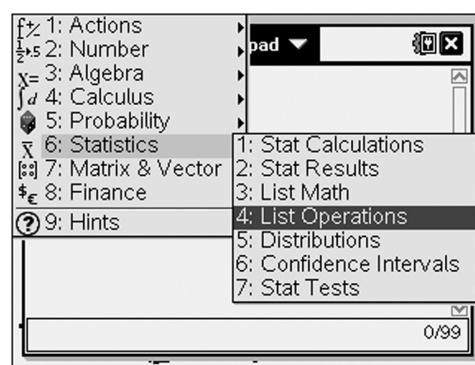 1: Actions
2: Number
3: Algebra
4: Calculus
5: Probability
6: Statistics
7: Matrix & Vector
8: Finance
9: Hints
pad
1: Stat Calculations
2: Stat Results
3: List Math
4: List Operations
5: Distributions
6: Confidence Intervals
7: Stat Tests
0/99